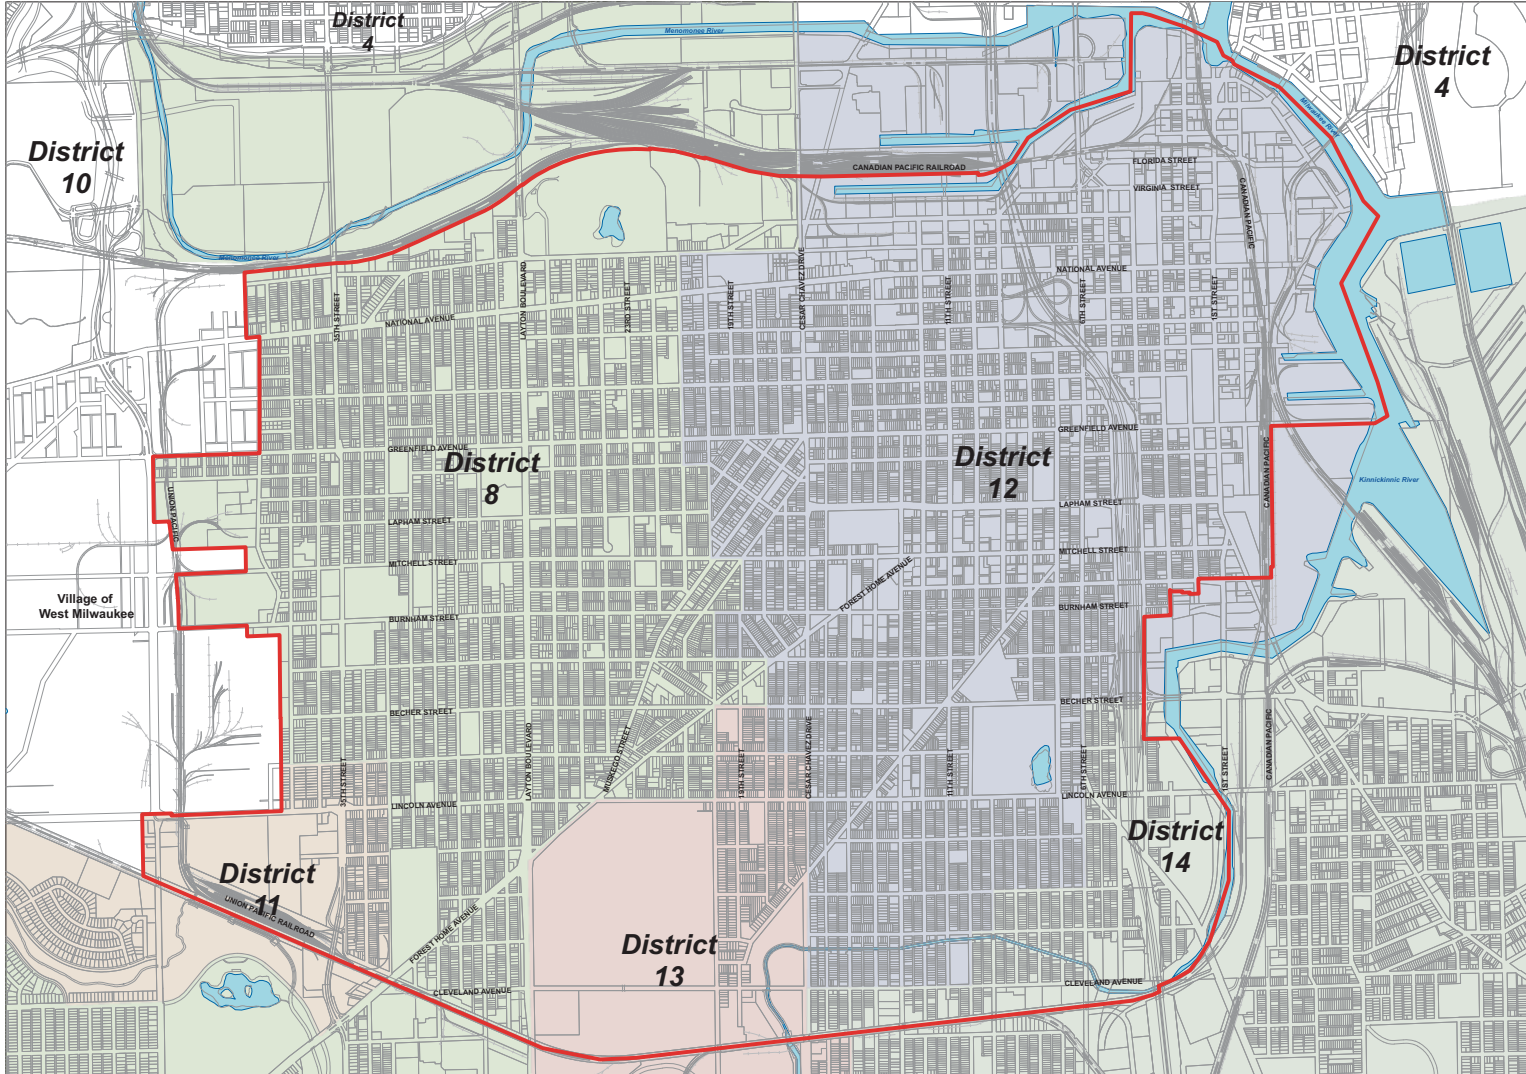 District
4
Menomonee River
District
4
Milwaukee River
District
10
CANADIAN PACIFIC RAILROAD
FLORIDA STREET
VIRGINIA STREET
CANADIAN PACIFIC
Menomonee River
NATIONAL AVENUE
35TH STREET
NATIONAL AVENUE
LAYTON BOULEVARD
23RD STREET
19TH STREET
CESAR CHAVEZ DRIVE
11TH STREET
6TH STREET
1ST STREET
GREENFIELD AVENUE
GREENFIELD AVENUE
District
8
District
12
CANADIAN PACIFIC
Kinnickinnic River
UNION PACIFIC
LAPHAM STREET
LAPHAM STREET
MITCHELL STREET
MITCHELL STREET
FOREST HOME AVENUE
Village of
West Milwaukee
BURNHAM STREET
BURNHAM STREET
BECHER STREET
BECHER STREET
35TH STREET
LAYTON BOULEVARD
MUSKEGO STREET
CESAR CHAVEZ DRIVE
11TH STREET
6TH STREET
1ST STREET
CANADIAN PACIFIC
LINCOLN AVENUE
LINCOLN AVENUE
District
14
District
11
UNION PACIFIC RAILROAD
FOREST HOME AVENUE
District
13
CLEVELAND AVENUE
CLEVELAND AVENUE